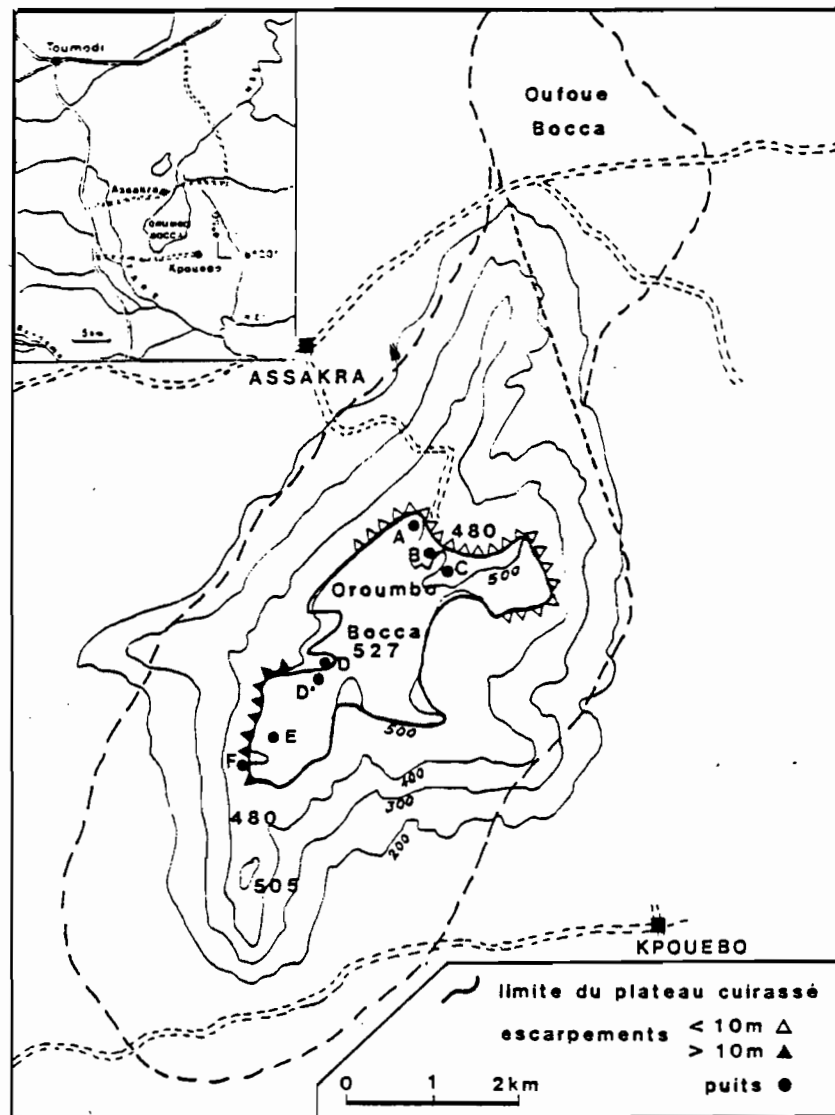 Toumodi
Assakra
OROUMBO
BOCCA
Kpouebo
5km
Oufoue
Bocca
ASSAKRA
A
480
B
C
500
Oroumbo
Bocca
527
D
D'
E
500
F
400
300
480
200
505
KPOUEBO
limite du plateau cuirassé
escarpements < 10m
> 10m
puits
0 1 2km